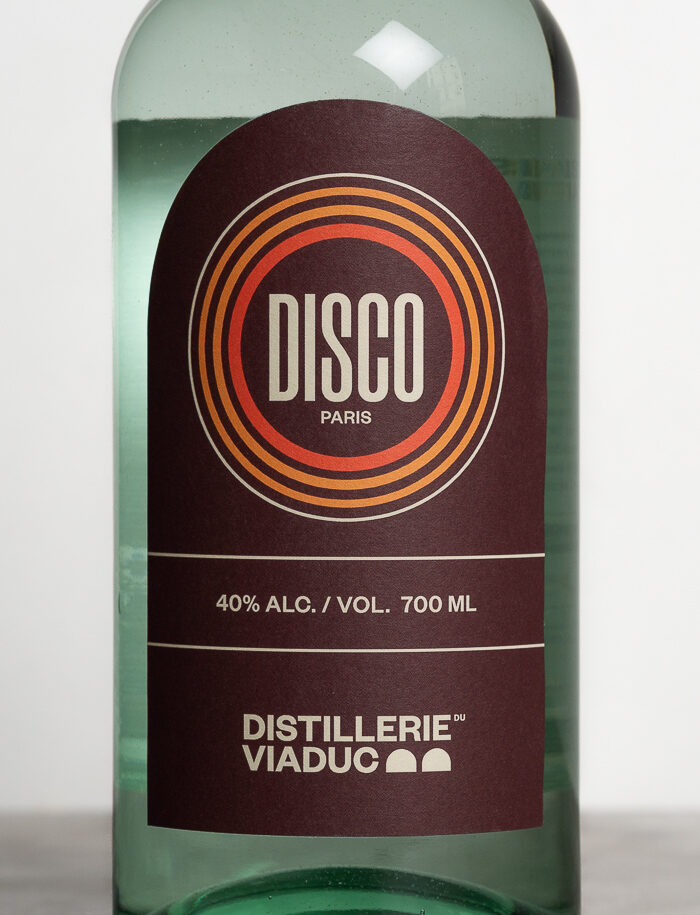 DISCO
PARIS
40% ALC. / VOL. 700 ML
DISTILLERIE DU
VIADUC